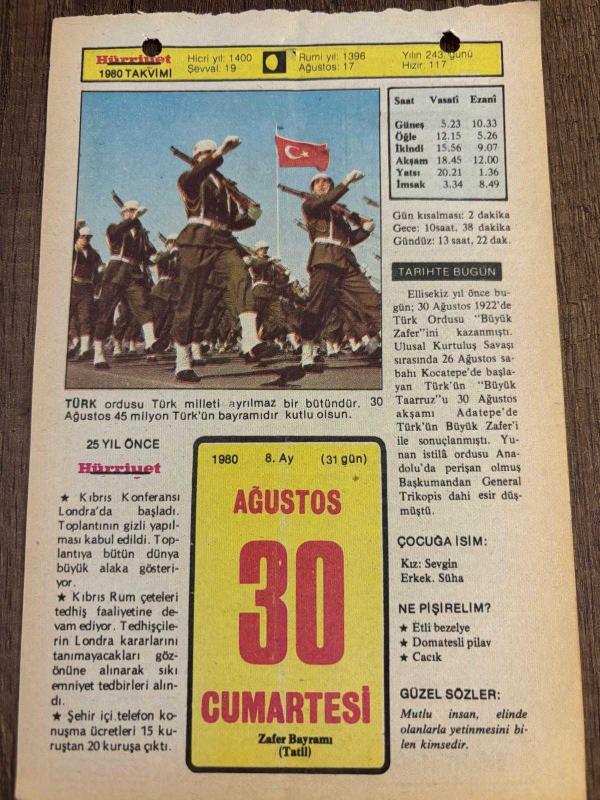 Hürriyet
1980 TAKVİMİ
Hicri yıl: 1400
Şevval: 19
Rumi yıl: 1396
Ağustos: 17
Yılın 243. günü
Hızır: 117
Saat Vasatî Ezanî
Güneş 5.23 10.33
Öğle 12.15 5.26
İkindi 15.56 9.07
Akşam 18.45 12.00
Yatsı 20.21 1.36
İmsak 3.34 8.49
Gün kısalması: 2 dakika
Gece: 10saat, 38 dakika
Gündüz: 13 saat, 22 dak.
TARIHTE BUGÜN
Ellisekiz yıl önce bu-
gün; 30 Ağustos 1922'de
Türk Ordusu "Büyük
Zafer"ini kazanmıştı.
Ulusal Kurtuluş Savaşı
sırasında 26 Ağustos sa-
bahı Kocatepe'de başla-
yan Türk'ün "Büyük
Taarruz"u 30 Ağustos
akşamı Adatepe'de
Türk'ün Büyük Zafer'i
ile sonuçlanmıştı. Yu-
nan istilâ ordusu Ana-
dolu'da perişan olmuş
Başkumandan General
Trikopis dahi esir düş-
müştü.
TÜRK ordusu Türk milleti ayrılmaz bir bütündür. 30
Ağustos 45 milyon Türk'ün bayramıdır kutlu olsun.
25 YIL ÖNCE
Hürriyet
★ Kıbrıs Konferansı
Londra'da başladı.
Toplantının gizli yapıl-
ması kabul edildi. Top-
lantıya bütün dünya
büyük alaka gösteri-
yor.
★ Kıbrıs Rum çeteleri
tedhiş faaliyetine de-
vam ediyor. Tedhişçile-
rin Londra kararlarını
tanımayacakları göz-
önüne alınarak sıkı
emniyet tedbirleri alın-
dı.
★ Şehir içi telefon ko-
nuşma ücretleri 15 ku-
ruştan 20 kuruşa çıktı.
1980 8. Ay (31 gün)
AĞUSTOS
30
CUMARTESİ
Zafer Bayramı
(Tatil)
ÇOCUĞA İSİM:
Kız: Sevgin
Erkek. Süha
NE PİŞİRELİM?
★ Etli bezelye
★ Domatesli pilav
★ Cacık
GÜZEL SÖZLER:
Mutlu insan, elinde
olanlarla yetinmesini bi-
len kimsedir.